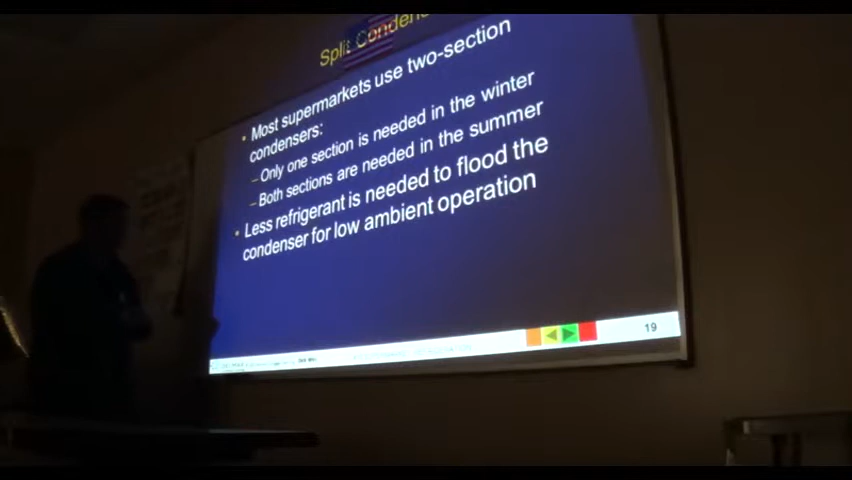 Split
• Most supermarkets use two-section
condensers:
– Only one section is needed in the winter
– Both sections are needed in the summer
• Less refrigerant is needed to flood the
condenser for low ambient operation
19